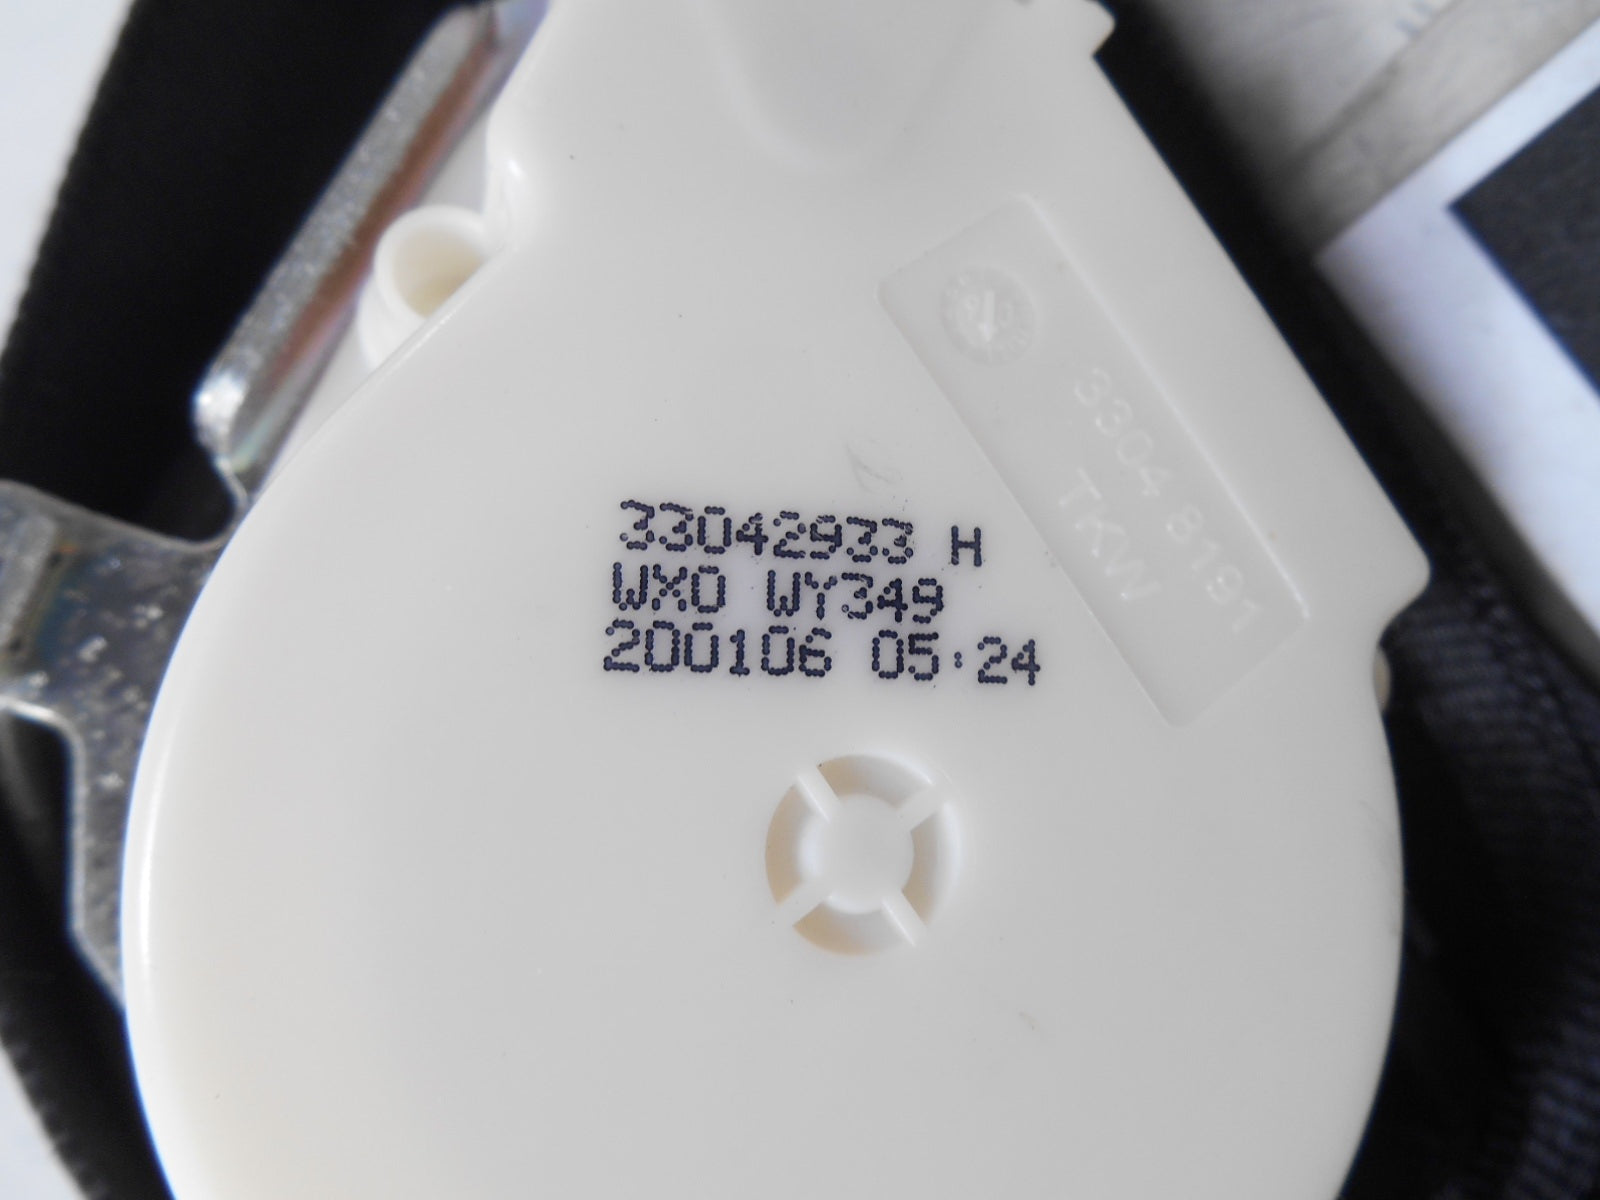 33042933 H
WX0 WY349
200106 05:24
3304 8191
TKW